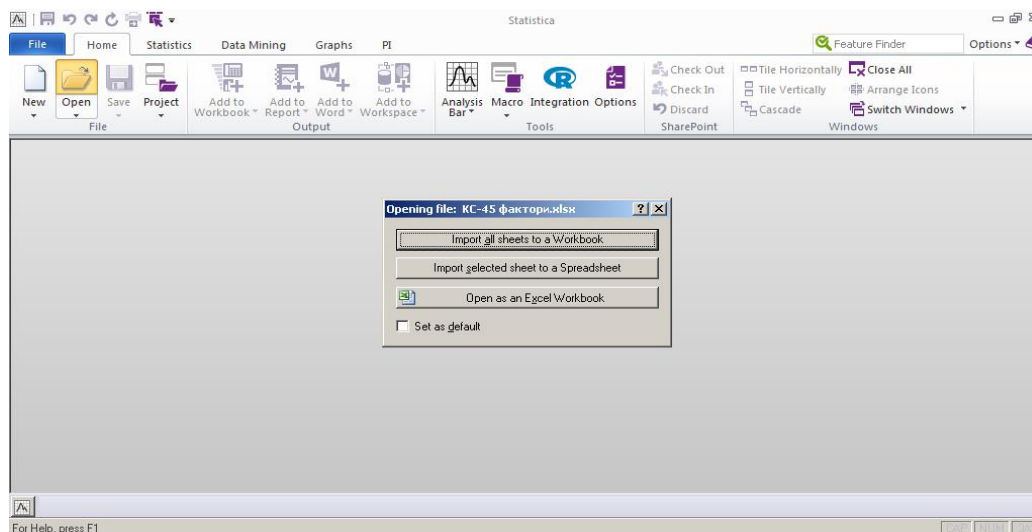 Statistica
File Home Statistics Data Mining Graphs PI Feature Finder Options
New Open Save Project Add to Workbook Add to Report Add to Word Add to Workspace Analysis Bar Macro Integration Options Check Out Tile Horizontally Close All
Check In Tile Vertically Arrange Icons
Discard Cascade Switch Windows
File Output Tools SharePoint Windows
Opening file: КС-45 фактори.xlsx
Import all sheets to a Workbook
Import selected sheet to a Spreadsheet
Open as an Excel Workbook
Set as default
For Help, press F1 CAP NUM